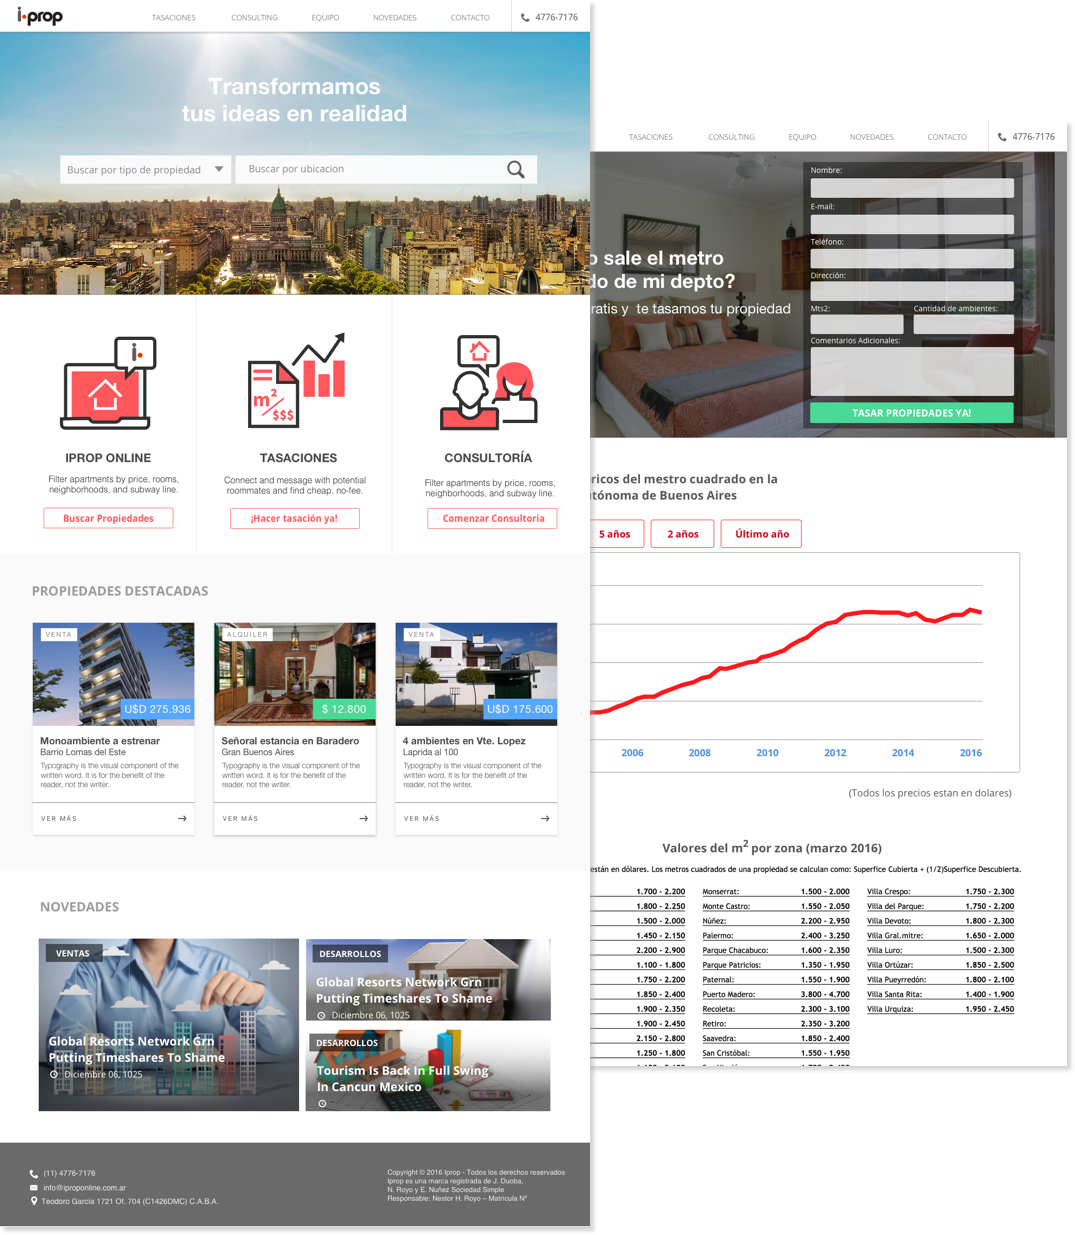 i·prop
TASACIONES
CONSULTING
EQUIPO
NOVEDADES
CONTACTO
4776-7176
Transformamos
tus ideas en realidad
Buscar por tipo de propiedad
Buscar por ubicacion
i·
m2
$$$
IPROP ONLINE
Filter apartments by price, rooms,
neighborhoods, and subway line.
Buscar Propiedades
TASACIONES
Connect and message with potential
roommates and find cheap, no-fee.
¡Hacer tasación ya!
CONSULTORÍA
Filter apartments by price, rooms,
neighborhoods, and subway line.
Comenzar Consultoria
PROPIEDADES DESTACADAS
VENTA
U$D 275.936
Monoambiente a estrenar
Barrio Lomas del Este
Typography is the visual component of the
written word. It is for the benefit of the
reader, not the writer.
VER MÁS
ALQUILER
$ 12.800
Señoral estancia en Baradero
Gran Buenos Aires
Typography is the visual component of the
written word. It is for the benefit of the
reader, not the writer.
VER MÁS
VENTA
U$D 175.600
4 ambientes en Vte. Lopez
Laprida al 100
Typography is the visual component of the
written word. It is for the benefit of the
reader, not the writer.
VER MÁS
NOVEDADES
VENTAS
Global Resorts Network Grn
Putting Timeshares To Shame
Diciembre 06, 1025
DESARROLLOS
Global Resorts Network Grn
Putting Timeshares To Shame
Diciembre 06, 1025
DESARROLLOS
Tourism Is Back In Full Swing
In Cancun Mexico
(11) 4776-7176
info@iproponline.com.ar
Teodoro Garcia 1721 Of. 704 (C1426DMC) C.A.B.A.
Copyright © 2016 Iprop - Todos los derechos reservados
Iprop es una marca registrada de J. Duoba,
N. Royo y E. Nuñez Sociedad Simple
Responsable: Nestor H. Royo – Matricula N°
TASACIONES
CONSULTING
EQUIPO
NOVEDADES
CONTACTO
4776-7176
o sale el metro
do de mi depto?
ratis y te tasamos tu propiedad
Nombre:
E-mail:
Teléfono:
Dirección:
Mts2:
Cantidad de ambientes:
Comentarios Adicionales:
TASAR PROPIEDADES YA!
ricos del mestro cuadrado en la
utónoma de Buenos Aires
5 años
2 años
Último año
2006
2008
2010
2012
2014
2016
(Todos los precios estan en dolares)
Valores del m2 por zona (marzo 2016)
están en dólares. Los metros cuadrados de una propiedad se calculan como: Superfice Cubierta + (1/2)Superfice Descubierta.
1.700 - 2.200
1.800 - 2.250
1.500 - 2.000
1.450 - 2.150
2.200 - 2.900
1.100 - 1.800
1.750 - 2.200
1.850 - 2.400
1.900 - 2.350
1.900 - 2.450
2.150 - 2.800
1.250 - 1.800
Monserrat: 1.500 - 2.000
Monte Castro: 1.550 - 2.050
Núñez: 2.200 - 2.950
Palermo: 2.400 - 3.250
Parque Chacabuco: 1.600 - 2.350
Parque Patricios: 1.350 - 1.950
Paternal: 1.550 - 1.900
Puerto Madero: 3.800 - 4.700
Recoleta: 2.300 - 3.100
Retiro: 2.350 - 3.200
Saavedra: 1.850 - 2.400
San Cristóbal: 1.550 - 1.950
Villa Crespo: 1.750 - 2.300
Villa del Parque: 1.750 - 2.200
Villa Devoto: 1.800 - 2.300
Villa Gral.mitre: 1.650 - 2.000
Villa Luro: 1.500 - 2.300
Villa Ortúzar: 1.850 - 2.500
Villa Pueyrredón: 1.800 - 2.100
Villa Santa Rita: 1.400 - 1.900
Villa Urquiza: 1.950 - 2.450